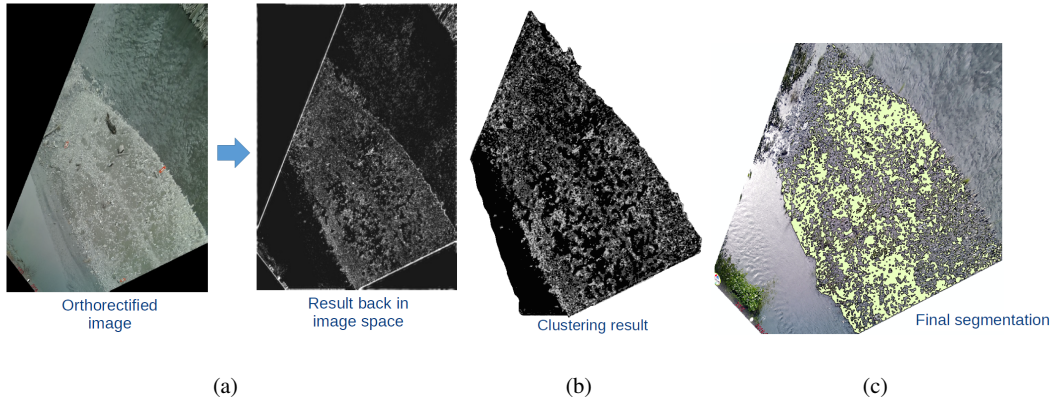 Orthorectified
image
Result back in
image space
Clustering result
Final segmentation
(a)
(b)
(c)